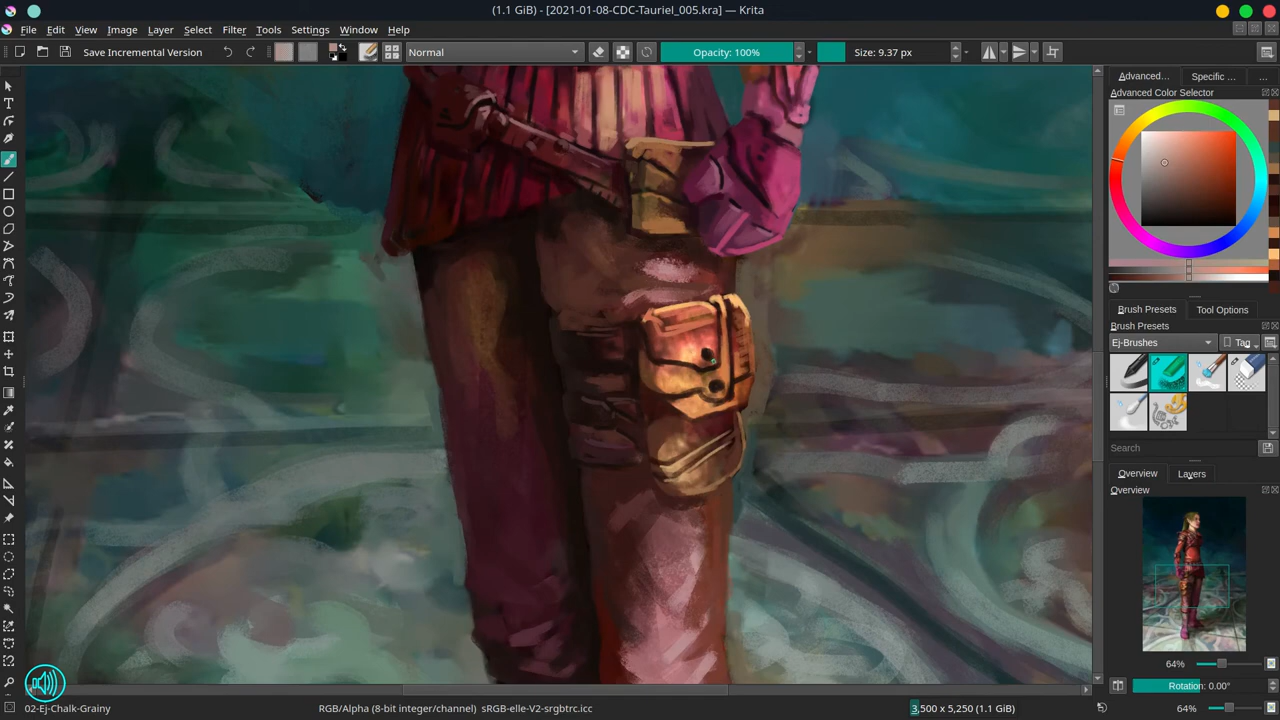 (1.1 GiB) - [2021-01-08-CDC-Tauriel_005.kra] — Krita
File Edit View Image Layer Select Filter Tools Settings Window Help
Save Incremental Version Normal Opacity: 100% Size: 9.37 px
Advanced... Specific ... ...
Advanced Color Selector
Brush Presets Tool Options
Brush Presets
Ej-Brushes Tag
Search
Overview Layers
Overview
64%
Rotation: 0.00°
02-Ej-Chalk-Grainy RGB/Alpha (8-bit integer/channel) sRGB-elle-V2-srgbtrc.icc 3,500 x 5,250 (1.1 GiB) 64%